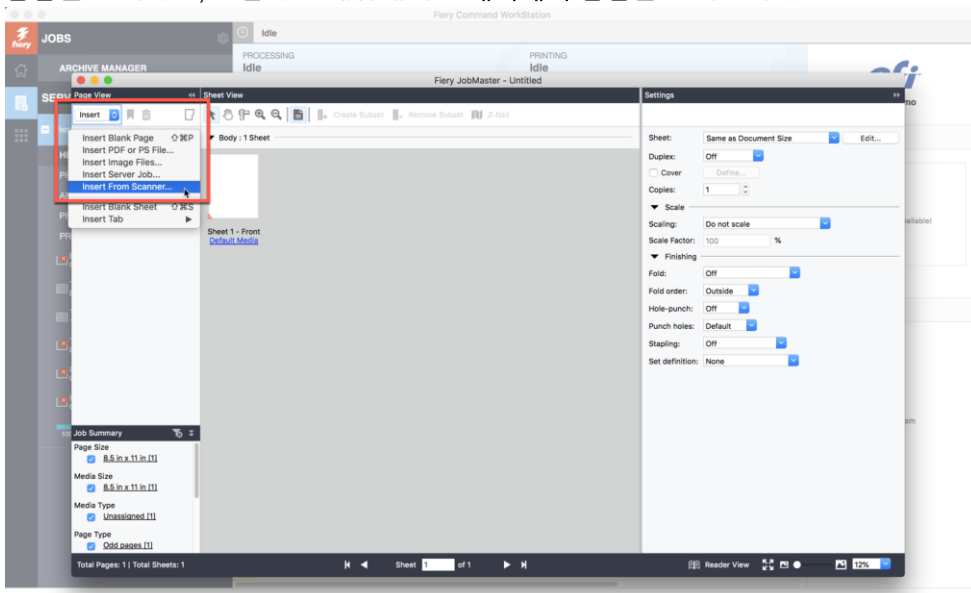 Fiery Command WorkStation
fiery
JOBS
Idle
ARCHIVE MANAGER
PROCESSING
Idle
PRINTING
Idle
Fiery JobMaster - Untitled
Page View
Sheet View
Settings
Insert
Create Subset
Remove Subset
Z-fold
Insert Blank Page ⇧⌘P
Insert PDF or PS File...
Insert Image Files...
Insert Server Job...
Insert From Scanner...
Insert Blank Sheet ⇧⌘S
Insert Tab
Body : 1 Sheet
Sheet 1 - Front
Default Media
Sheet: Same as Document Size Edit...
Duplex: Off
Cover Define...
Copies: 1
Scale
Scaling: Do not scale
Scale Factor: 100 %
Finishing
Fold: Off
Fold order: Outside
Hole-punch: Off
Punch holes: Default
Stapling: Off
Set definition: None
Job Summary
Page Size
8.5 in x 11 in [1]
Media Size
8.5 in x 11 in [1]
Media Type
Unassigned [1]
Page Type
Odd pages [1]
Total Pages: 1 | Total Sheets: 1
Sheet 1 of 1
Reader View
12%